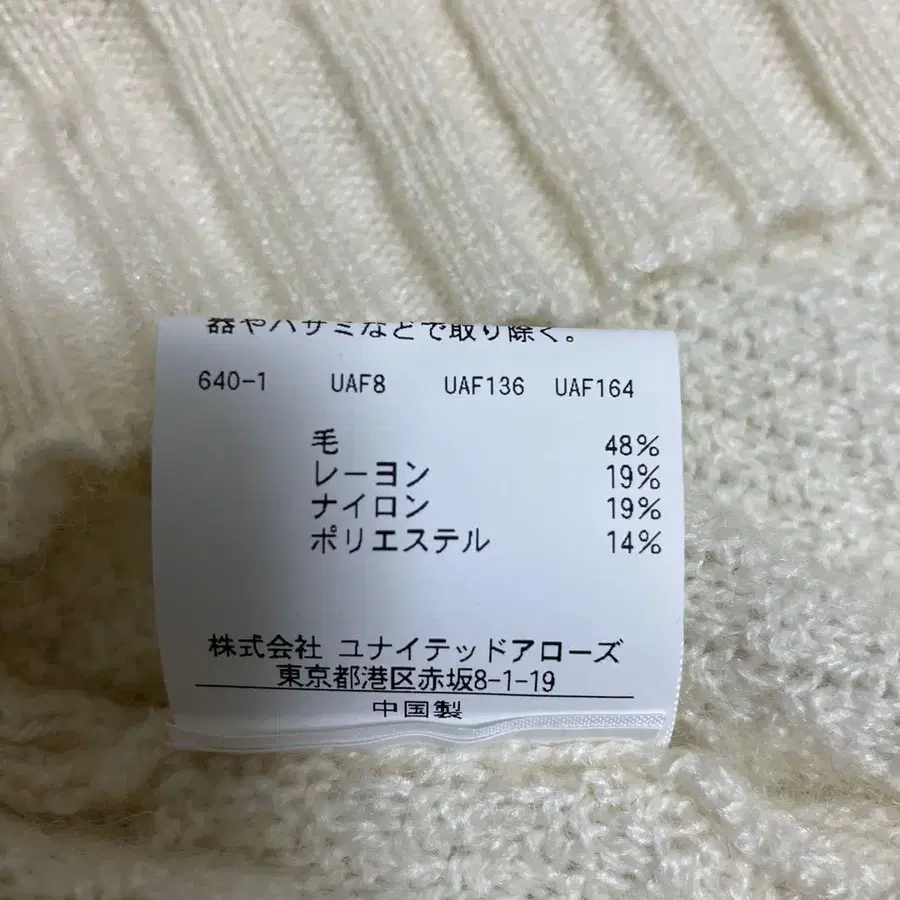 器やハサミなどで取り除く。
640-1 UAF8 UAF136 UAF164
毛 48%
レーヨン 19%
ナイロン 19%
ポリエステル 14%
株式会社 ユナイテッドアローズ
東京都港区赤坂8-1-19
中国製